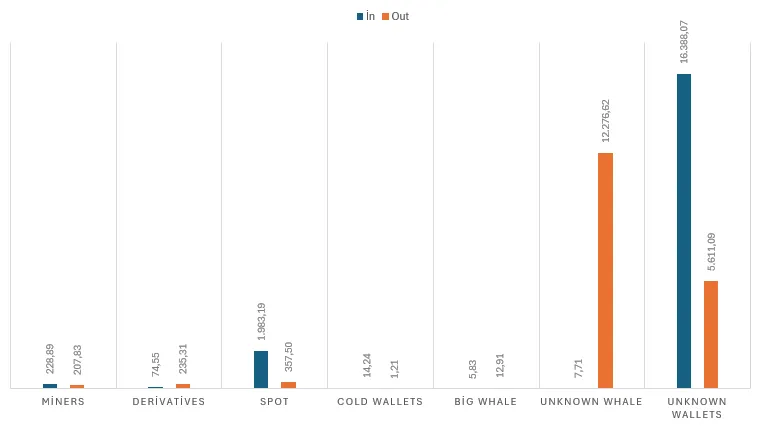 İn Out
228,89
207,83
74,55
235,31
1.983,19
357,50
14,24
1,21
5,83
12,91
7,71
12.276,62
16.388,07
5.611,09
MİNERS
DERİVATİVES
SPOT
COLD WALLETS
BİG WHALE
UNKNOWN WHALE
UNKNOWN
WALLETS